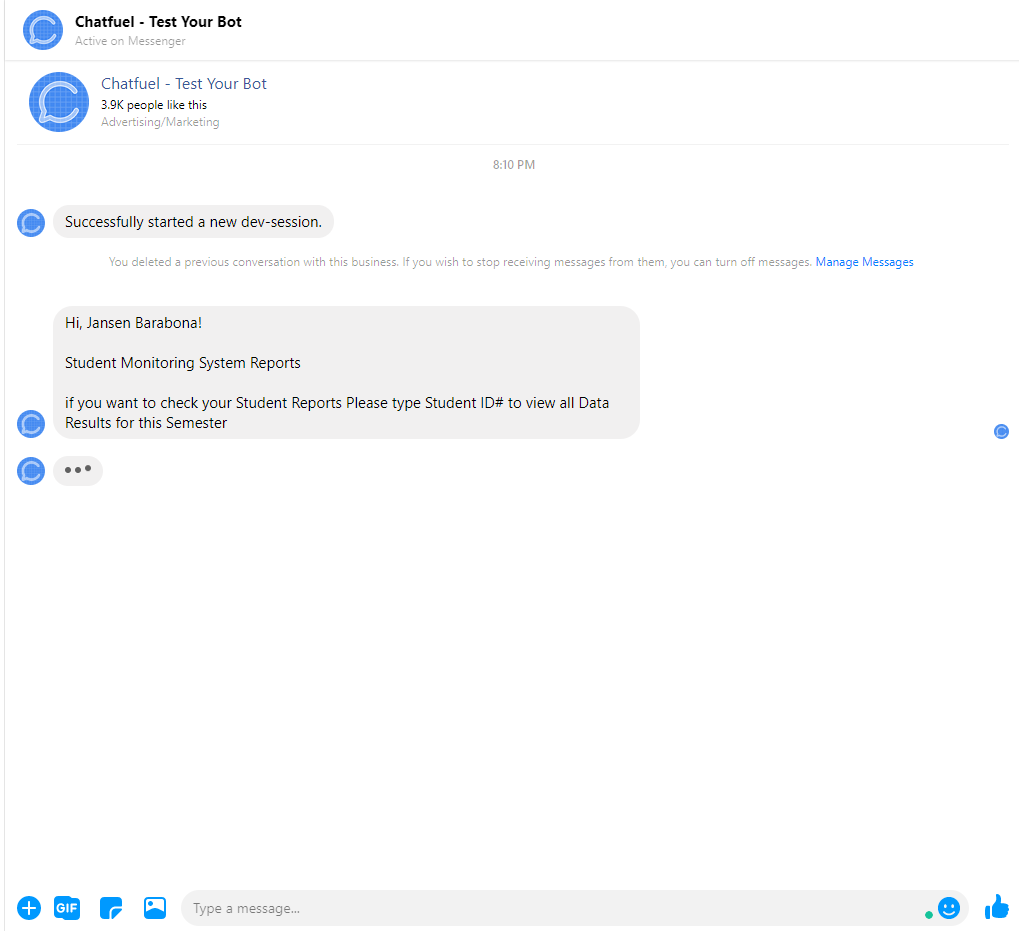 Chatfuel - Test Your Bot
Active on Messenger
Chatfuel - Test Your Bot
3.9K people like this
Advertising/Marketing
8:10 PM
Successfully started a new dev-session.
You deleted a previous conversation with this business. If you wish to stop receiving messages from them, you can turn off messages. Manage Messages
Hi, Jansen Barabona!
Student Monitoring System Reports
if you want to check your Student Reports Please type Student ID# to view all Data
Results for this Semester
GIF
Type a message...